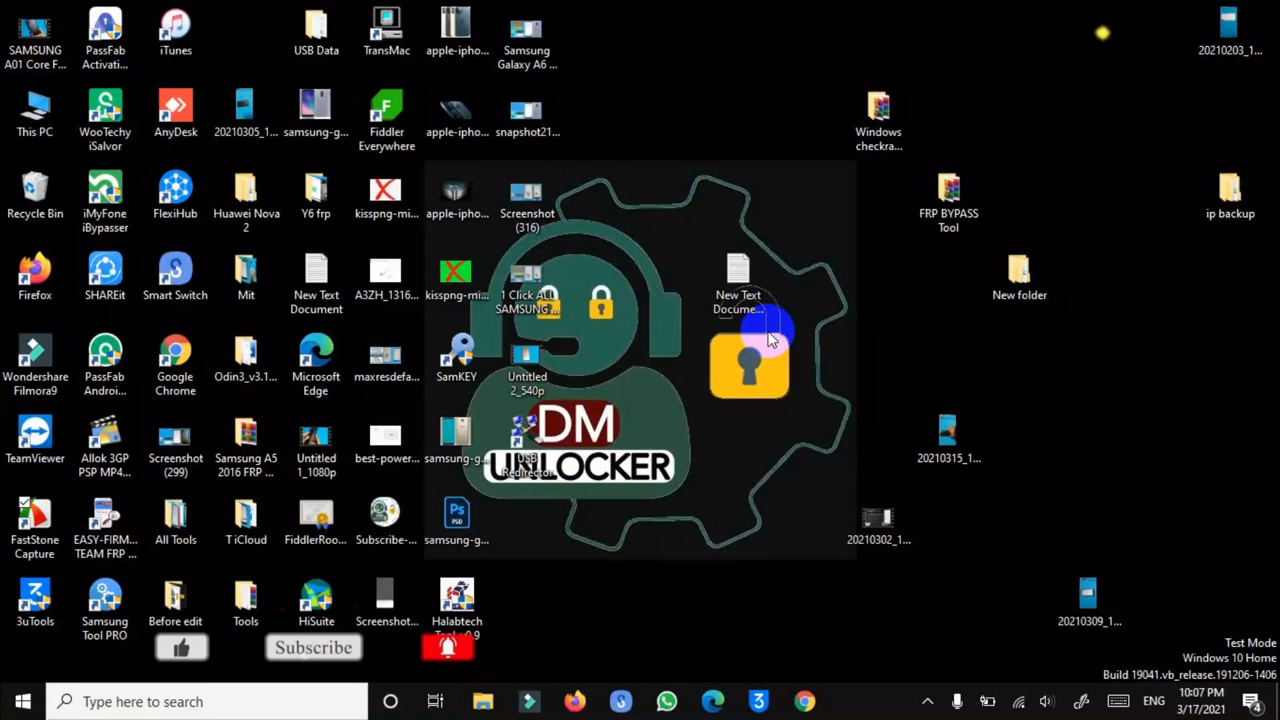 SAMSUNG
A01 Core F...
PassFab
Activati...
iTunes
USB Data
TransMac
apple-ipho...
Samsung
Galaxy A6 ...
20210203_1...
This PC
WooTechy
iSalvor
AnyDesk
20210305_1...
samsung-g...
Fiddler
Everywhere
apple-ipho...
snapshot21...
Windows
checkra...
Recycle Bin
iMyFone
iBypasser
FlexiHub
Huawei Nova
2
Y6 frp
kisspng-mi...
apple-ipho...
Screenshot
(316)
FRP BYPASS
Tool
ip backup
Firefox
SHAREit
Smart Switch
Mit
New Text
Document
A3ZH_1316...
kisspng-mi...
1 Click ALL
SAMSUNG...
New Text
Docume...
New folder
Wondershare
Filmora9
PassFab
Androi...
Google
Chrome
Odin3_v3.1...
Microsoft
Edge
maxresdefa...
SamKEY
Untitled
2_540p
TeamViewer
Allok 3GP
PSP MP4...
Screenshot
(299)
Samsung A5
2016 FRP ...
Untitled
1_1080p
best-power...
samsung-g...
USB
Redirector
DM
UNLOCKER
20210315_1...
FastStone
Capture
EASY-FIRM...
TEAM FRP ...
All Tools
T iCloud
FiddlerRoo...
Subscribe-...
Ps
PSD
samsung-g...
20210302_1...
3uTools
Samsung
Tool PRO
Before edit
Tools
HiSuite
Screenshot...
Halabtech
20210309_1...
Subscribe
Test Mode
Windows 10 Home
Build 19041.vb_release.191206-1406
Type here to search
ENG
10:07 PM
3/17/2021
4